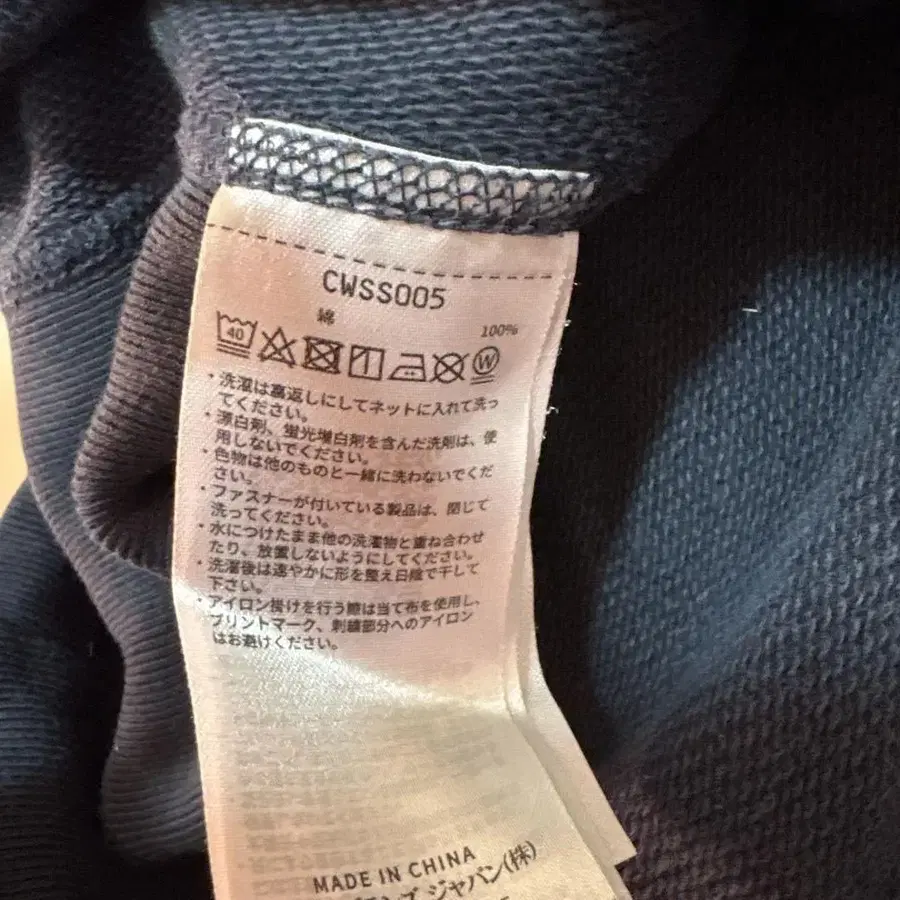 CWSS005
綿 100%
40
W
・洗濯は裏返しにしてネットに入れて洗っ
てください。
・漂白剤、蛍光増白剤を含んだ洗剤は、使
用しないでください。
・色物は他のものと一緒に洗わないでくだ
さい。
・ファスナーが付いている製品は、閉じて
洗ってください。
・水につけたまま他の洗濯物と重ね合わせ
たり、放置しないようにしてください。
・洗濯後は速やかに形を整え日陰で干して
下さい。
・アイロン掛けを行う際は当て布を使用し、
プリントマーク、刺繍部分へのアイロン
はお避けください。
MADE IN CHINA
ジャパン(株)